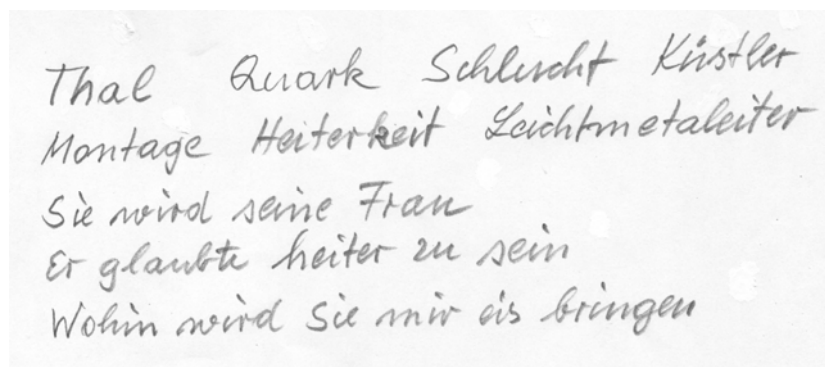 Thal Quark Schlucht Küstler
Montage Heiterkeit Leichtmetaleiter
Sie wird seine Frau
Er glaubte heiter zu sein
Wohin wird Sie mir eis bringen